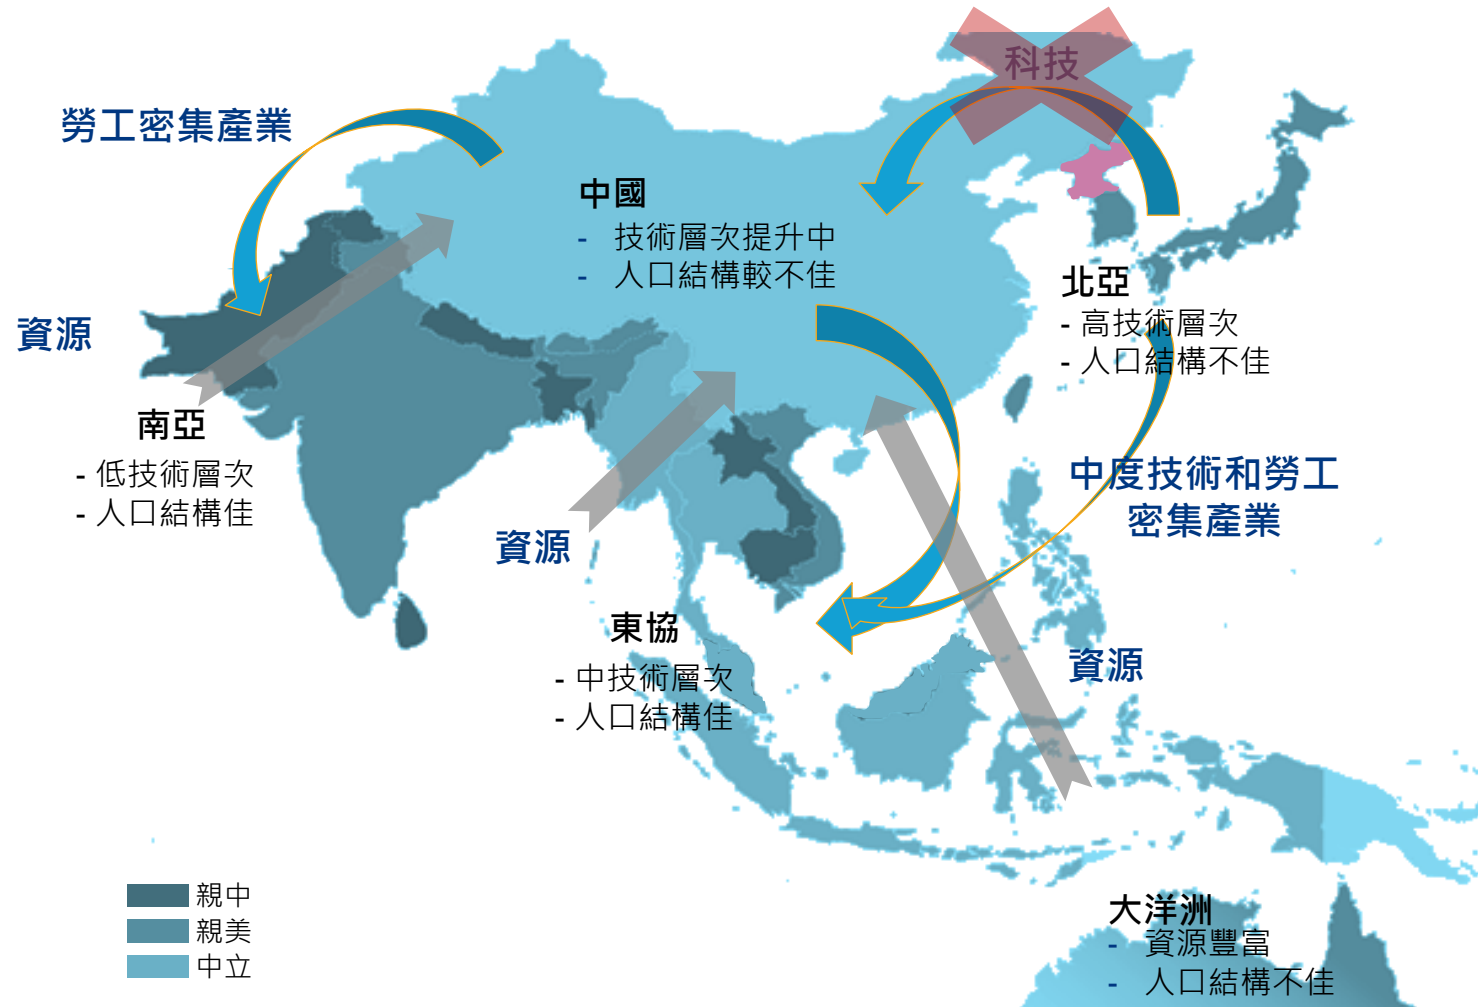 科技
勞工密集產業
中國
- 技術層次提升中
- 人口結構較不佳
北亞
- 高技術層次
- 人口結構不佳
資源
南亞
- 低技術層次
- 人口結構佳
中度技術和勞工
密集產業
資源
東協
- 中技術層次
- 人口結構佳
資源
親中
親美
中立
大洋洲
- 資源豐富
- 人口結構不佳